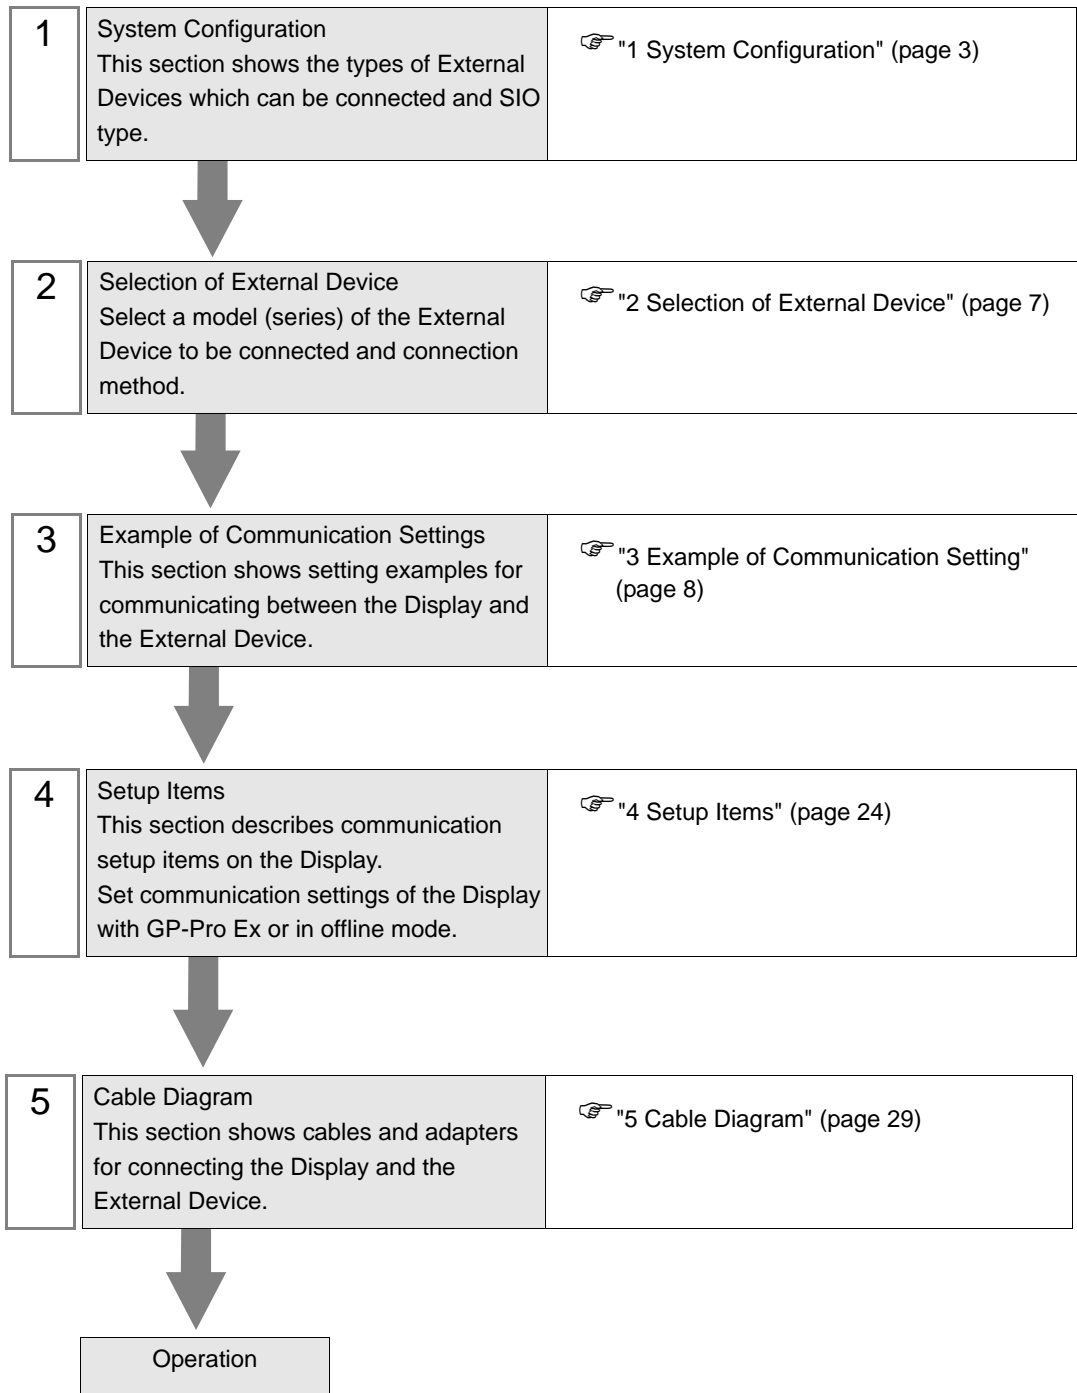 1
System Configuration
This section shows the types of External
Devices which can be connected and SIO
type.
"1 System Configuration" (page 3)
2
Selection of External Device
Select a model (series) of the External
Device to be connected and connection
method.
"2 Selection of External Device" (page 7)
3
Example of Communication Settings
This section shows setting examples for
communicating between the Display and
the External Device.
"3 Example of Communication Setting"
(page 8)
4
Setup Items
This section describes communication
setup items on the Display.
Set communication settings of the Display
with GP-Pro Ex or in offline mode.
"4 Setup Items" (page 24)
5
Cable Diagram
This section shows cables and adapters
for connecting the Display and the
External Device.
"5 Cable Diagram" (page 29)
Operation